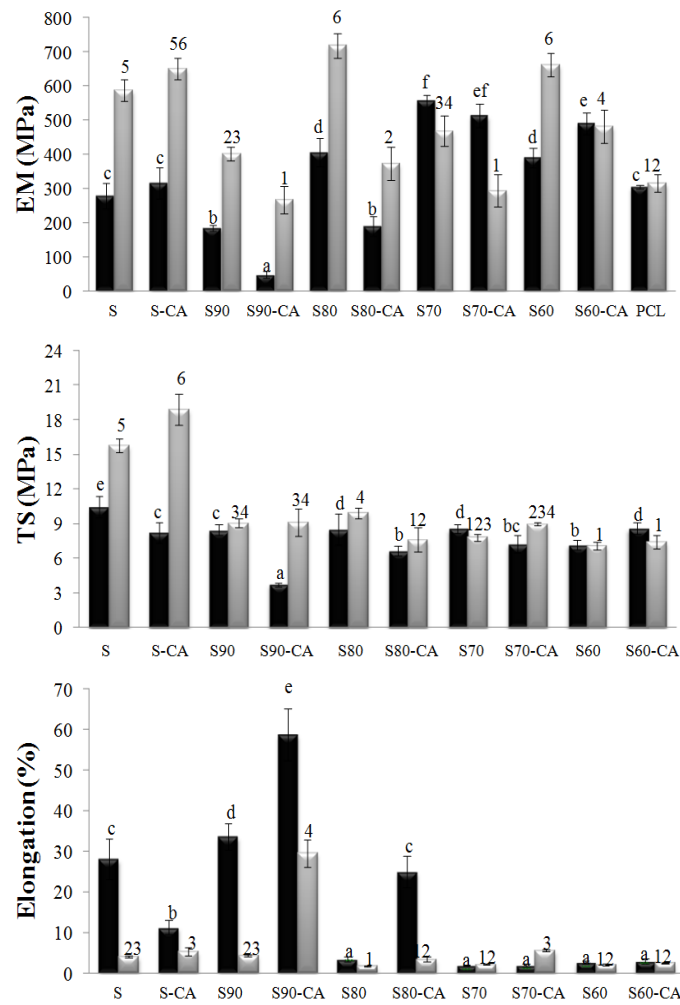 800
700
600
500
400
300
200
100
0
EM (MPa)
c 5 c 56 b 23 a 1 d 6 b 2 f 34 ef 1 d 6 e 4 c 12
S S-CA S90 S90-CA S80 S80-CA S70 S70-CA S60 S60-CA PCL
24
21
18
15
12
9
6
3
0
TS (MPa)
e 5 c 6 c 34 a 34 d 4 b 12 d 123 bc 234 b 1 d 1
S S-CA S90 S90-CA S80 S80-CA S70 S70-CA S60 S60-CA
70
60
50
40
30
20
10
0
Elongation (%)
c 23 b 3 d 23 e 4 a 1 c 12 a 12 a 3 a 12 a 12
S S-CA S90 S90-CA S80 S80-CA S70 S70-CA S60 S60-CA